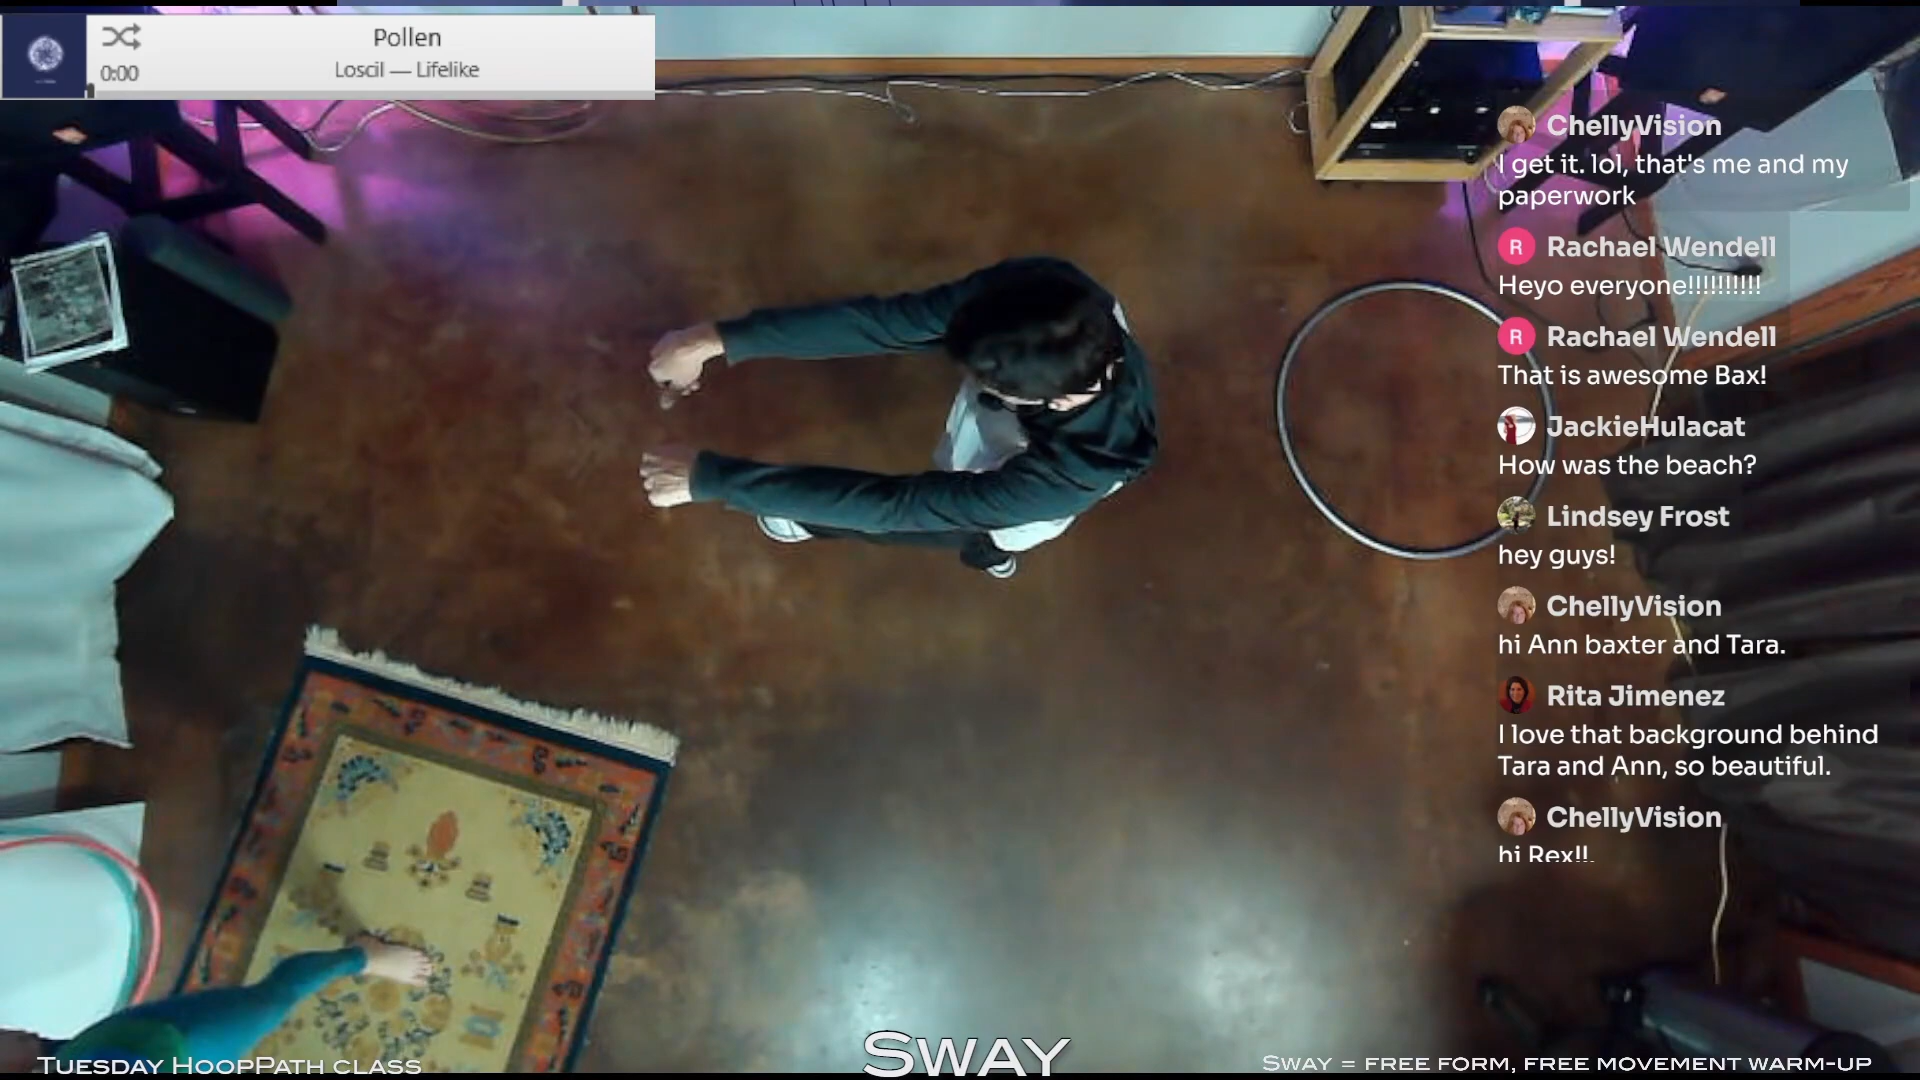 Pollen
0:00
Loscil — Lifelike
ChellyVision
I get it. lol, that's me and my
paperwork
R Rachael Wendell
Heyo everyone!!!!!!!!!!
R Rachael Wendell
That is awesome Bax!
JackieHulacat
How was the beach?
Lindsey Frost
hey guys!
ChellyVision
hi Ann baxter and Tara.
Rita Jimenez
I love that background behind
Tara and Ann, so beautiful.
ChellyVision
hi Rex!!.
TUESDAY HOOPPATH CLASS
SWAY
SWAY = FREE FORM, FREE MOVEMENT WARM-UP